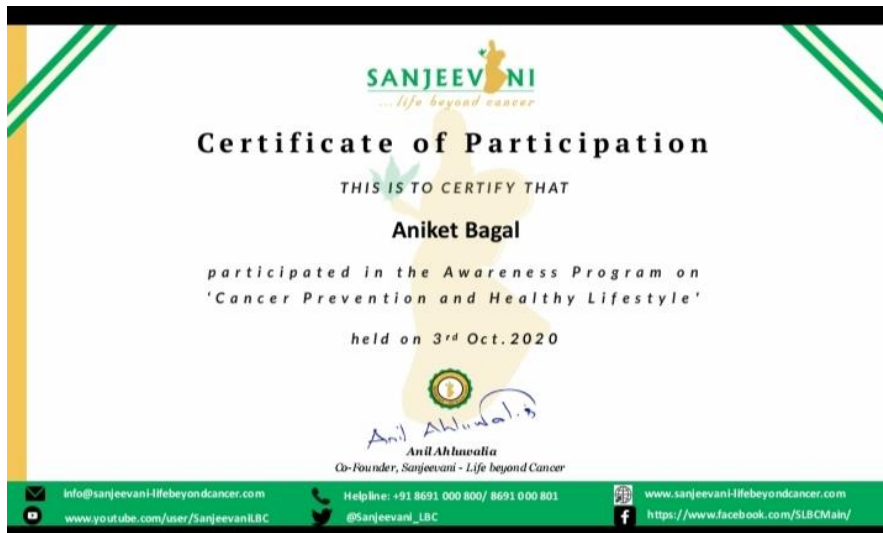 SANJEEVANI
...life beyond cancer
Certificate of Participation
THIS IS TO CERTIFY THAT
Aniket Bagal
participated in the Awareness Program on
'Cancer Prevention and Healthy Lifestyle'
held on 3rd Oct.2020
Anil Ahluwalia
Anil Ahluwalia
Co-Founder, Sanjeevani - Life beyond Cancer
info@sanjeevani-lifebeyondcancer.com
Helpline: +91 8691 000 800/ 8691 000 801
www.sanjeevani-lifebeyondcancer.com
www.youtube.com/user/SanjeevaniLBC
@Sanjeevani_LBC
https://www.facebook.com/SLBCMain/